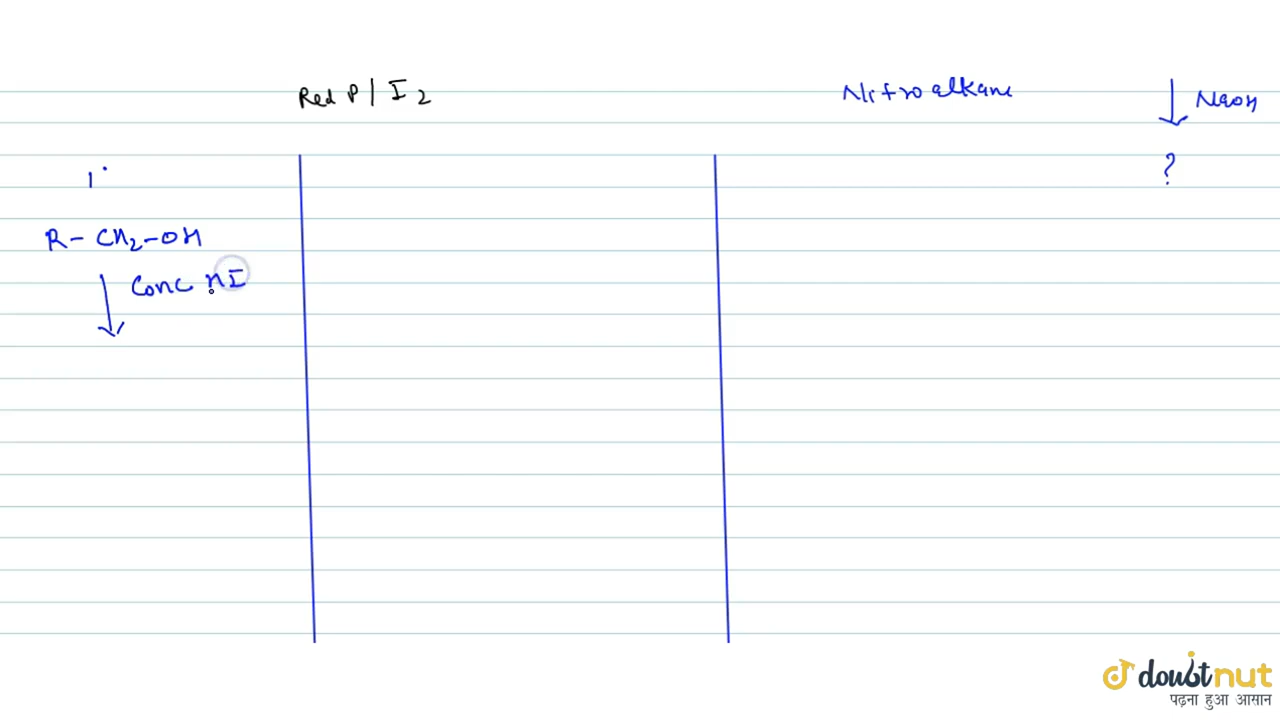 Red P / I2
Nitroalkane
↓ NaOH
?
1°
R - CH2 - OH
↓ Conc HI
doubtnut
पढ़ना हुआ आसान